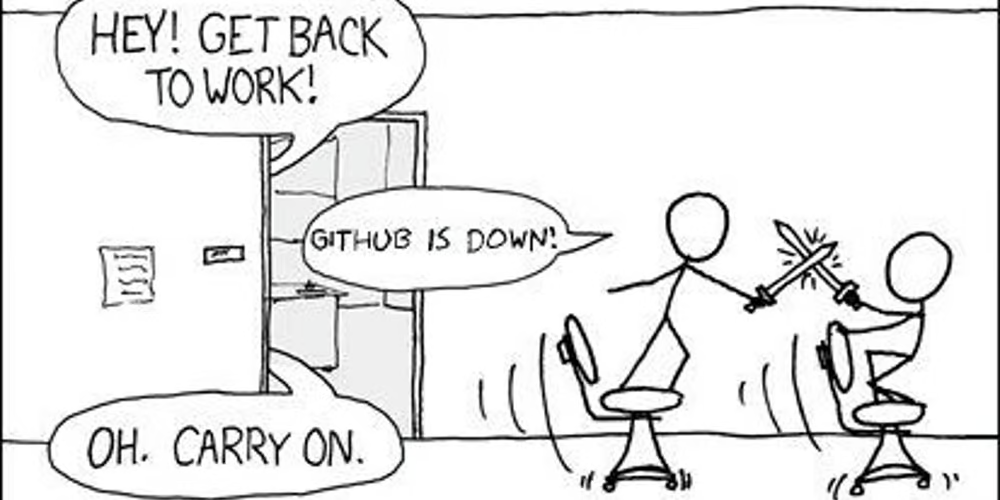 HEY! GET BACK
TO WORK!
GITHUB IS DOWN!
OH. CARRY ON.